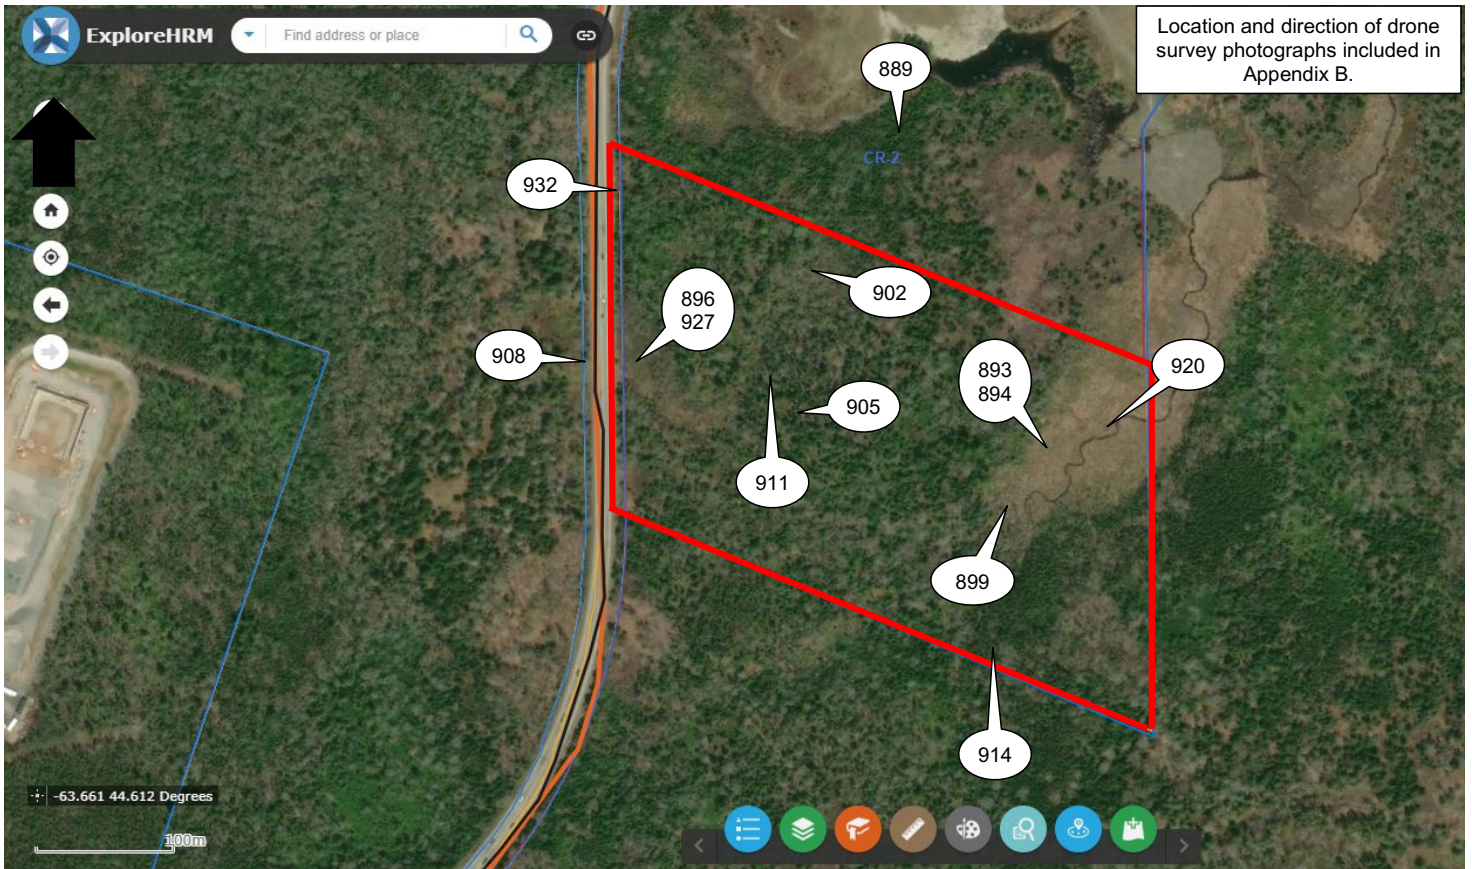 ExploreHRM
Find address or place
Location and direction of drone
survey photographs included in
Appendix B.
889
CR-2
932
902
896
927
908
893
894
920
905
911
899
914
-63.661 44.612 Degrees
100m